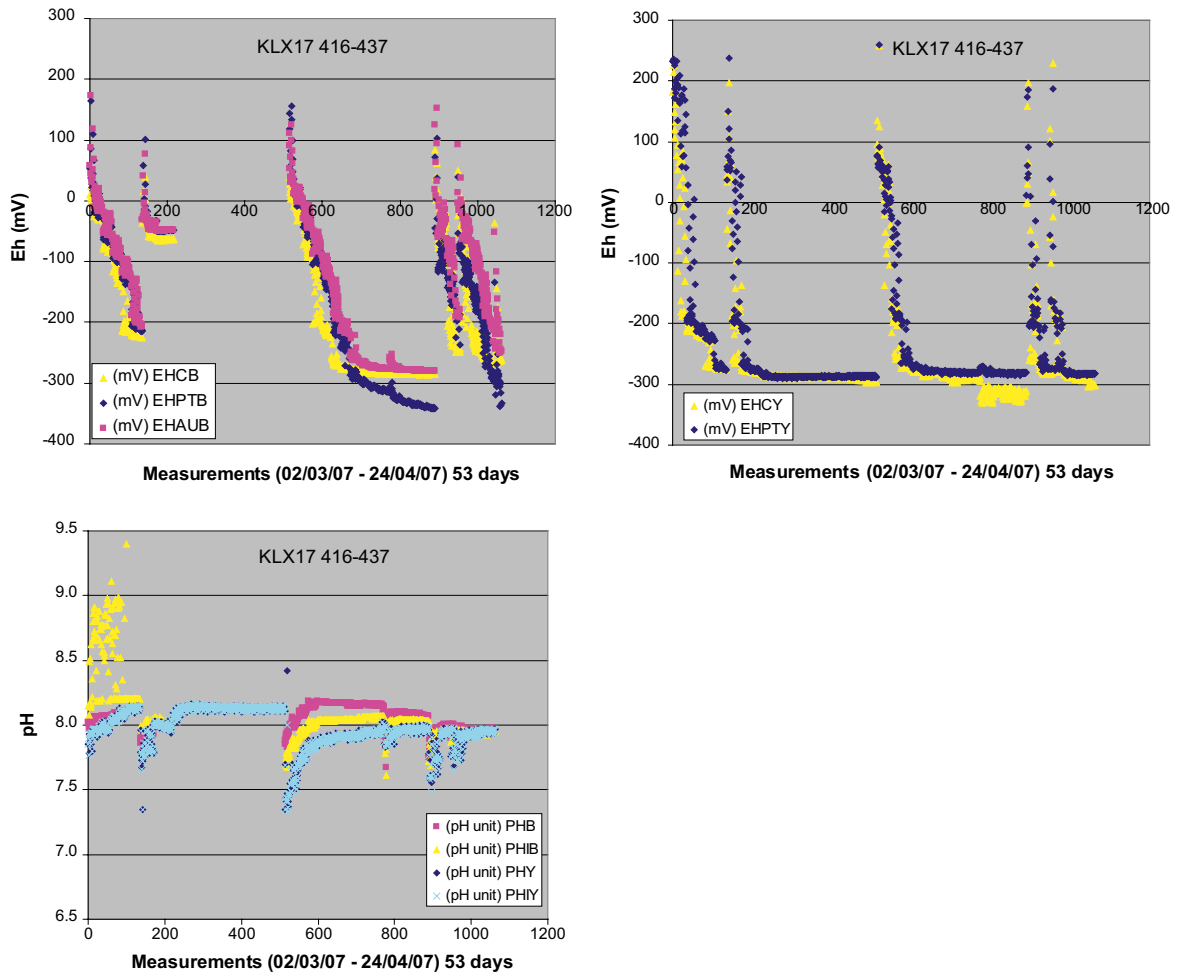 300
200
100
0
-100
-200
-300
-400
Eh (mV)
KLX17 416-437
0 200 400 600 800 1000 1200
(mV) EHCB
(mV) EHPTB
(mV) EHAUB
Measurements (02/03/07 - 24/04/07) 53 days
300
200
100
0
-100
-200
-300
-400
Eh (mV)
KLX17 416-437
0 200 400 600 800 1000 1200
(mV) EHCY
(mV) EHPTY
Measurements (02/03/07 - 24/04/07) 53 days
9.5
9.0
8.5
8.0
7.5
7.0
6.5
pH
KLX17 416-437
(pH unit) PHB
(pH unit) PHIB
(pH unit) PHY
(pH unit) PHIY
0 200 400 600 800 1000 1200
Measurements (02/03/07 - 24/04/07) 53 days